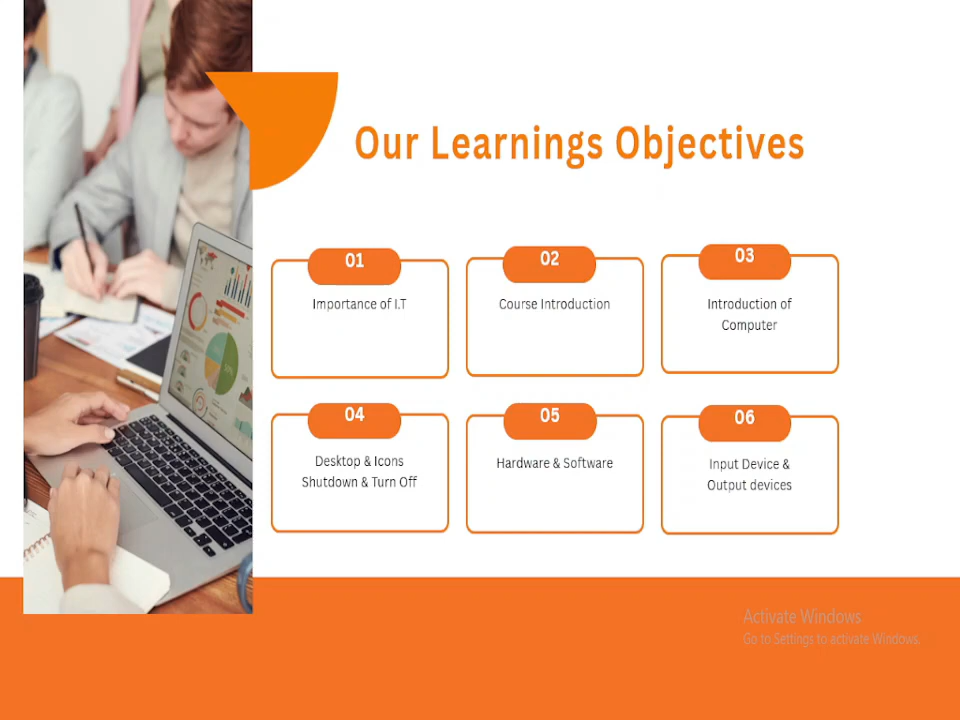 Our Learnings Objectives
01
Importance of I.T
02
Course Introduction
03
Introduction of
Computer
04
Desktop & Icons
Shutdown & Turn Off
05
Hardware & Software
06
Input Device &
Output devices
Activate Windows
Go to Settings to activate Windows.